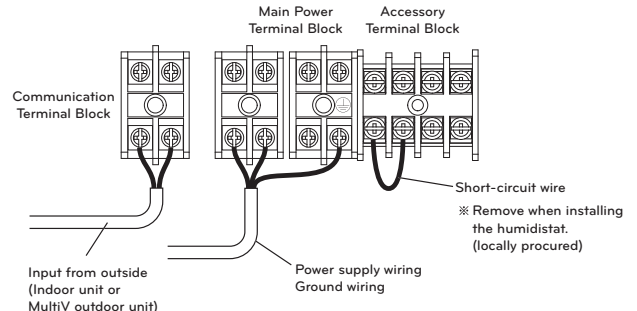 Main Power
Terminal Block
Accessory
Terminal Block
Communication
Terminal Block
Short-circuit wire
※ Remove when installing
the humidistat.
(locally procured)
Input from outside
(Indoor unit or
MultiV outdoor unit)
Power supply wiring
Ground wiring